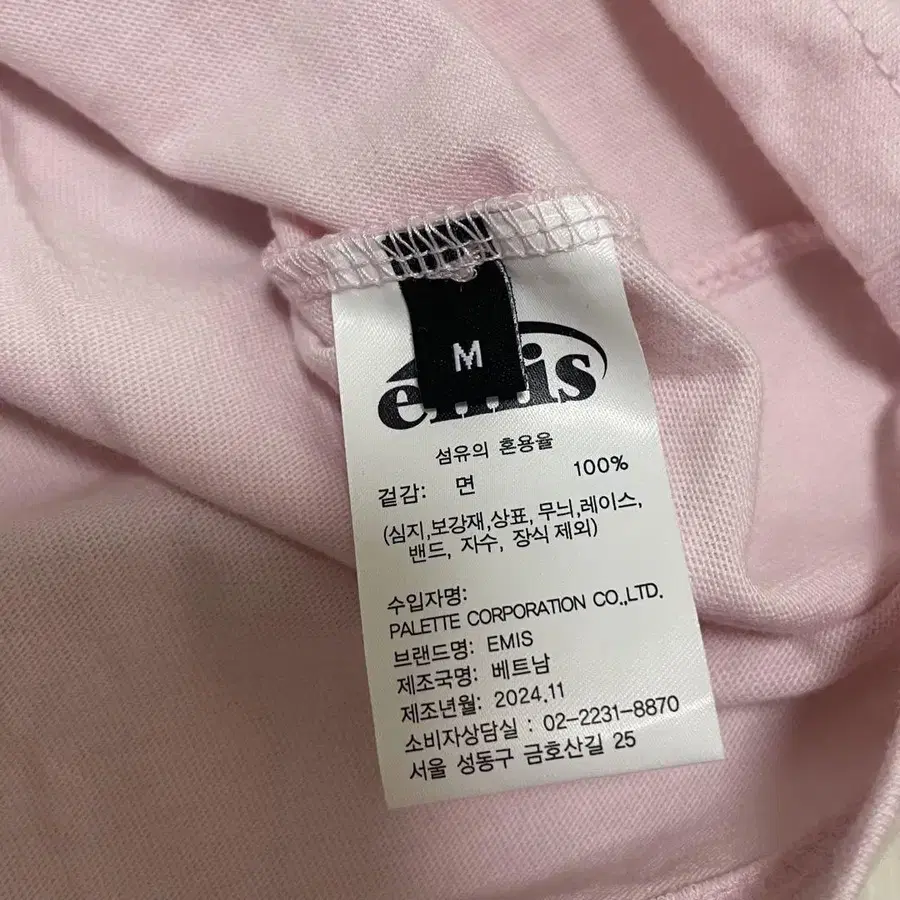 M
emis
섬유의 혼용율
겉감: 면 100%
(심지,보강재,상표,무늬,레이스,
밴드, 자수, 장식 제외)
수입자명:
PALETTE CORPORATION CO.,LTD.
브랜드명: EMIS
제조국명: 베트남
제조년월: 2024.11
소비자상담실 : 02-2231-8870
서울 성동구 금호산길 25